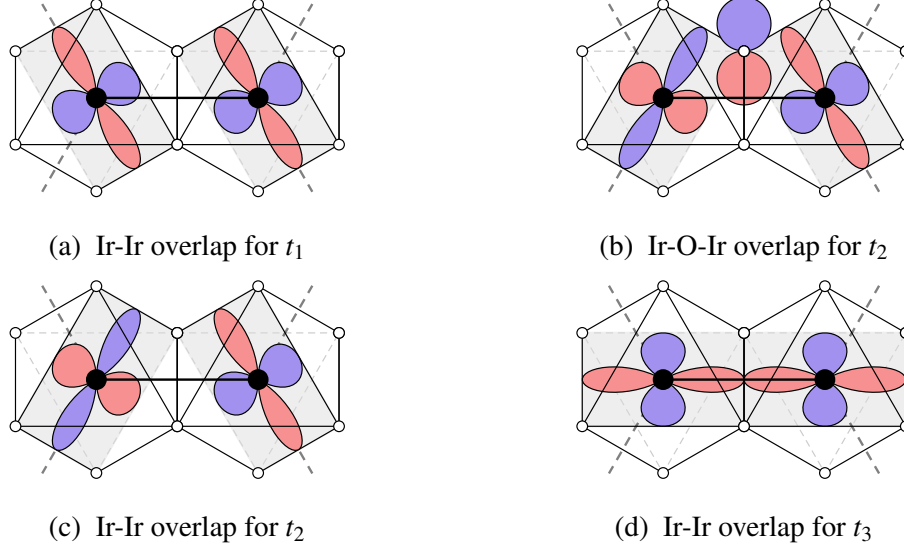 (a) Ir-Ir overlap for t₁
(b) Ir-O-Ir overlap for t₂
(c) Ir-Ir overlap for t₂
(d) Ir-Ir overlap for t₃